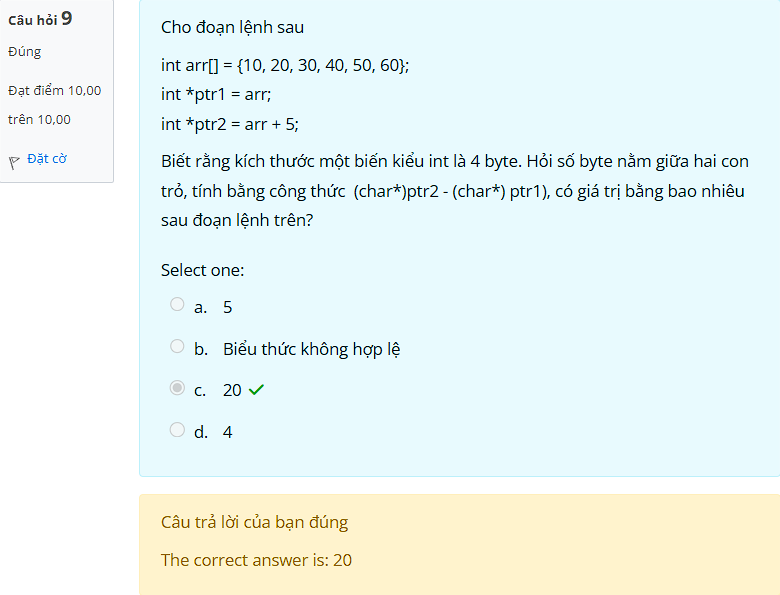 Câu hỏi 9
Đúng
Đạt điểm 10,00
trên 10,00
Đặt cờ
Cho đoạn lệnh sau
int arr[] = {10, 20, 30, 40, 50, 60};
int *ptr1 = arr;
int *ptr2 = arr + 5;
Biết rằng kích thước một biến kiểu int là 4 byte. Hỏi số byte nằm giữa hai con
trỏ, tính bằng công thức (char*)ptr2 - (char*) ptr1), có giá trị bằng bao nhiêu
sau đoạn lệnh trên?
Select one:
a. 5
b. Biểu thức không hợp lệ
c. 20
d. 4
Câu trả lời của bạn đúng
The correct answer is: 20